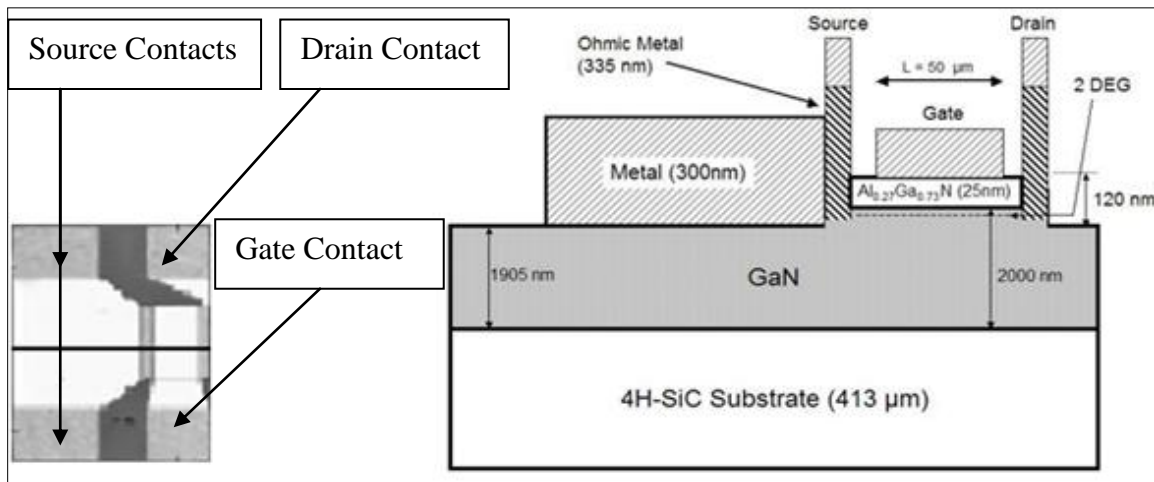 Source Contacts
Drain Contact
Gate Contact
Source
Drain
Ohmic Metal
(335 nm)
L = 50 μm
2 DEG
Gate
Metal (300nm)
Al0.27Ga0.73N (25nm)
120 nm
1905 nm
GaN
2000 nm
4H-SiC Substrate (413 μm)